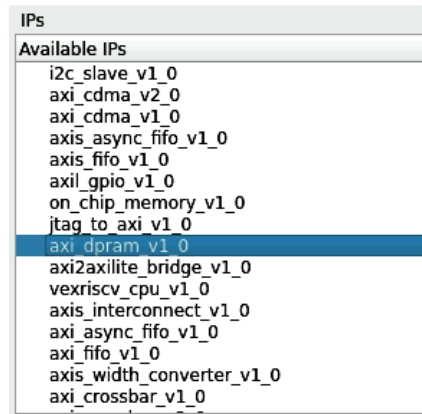 IPs
Available IPs
i2c_slave_v1_0
axi_cdma_v2_0
axi_cdma_v1_0
axis_async_fifo_v1_0
axis_fifo_v1_0
axil_gpio_v1_0
on_chip_memory_v1_0
jtag_to_axi_v1_0
axi_dpram_v1_0
axi2axilite_bridge_v1_0
vexriscv_cpu_v1_0
axis_interconnect_v1_0
axi_async_fifo_v1_0
axi_fifo_v1_0
axis_width_converter_v1_0
axi_crossbar_v1_0